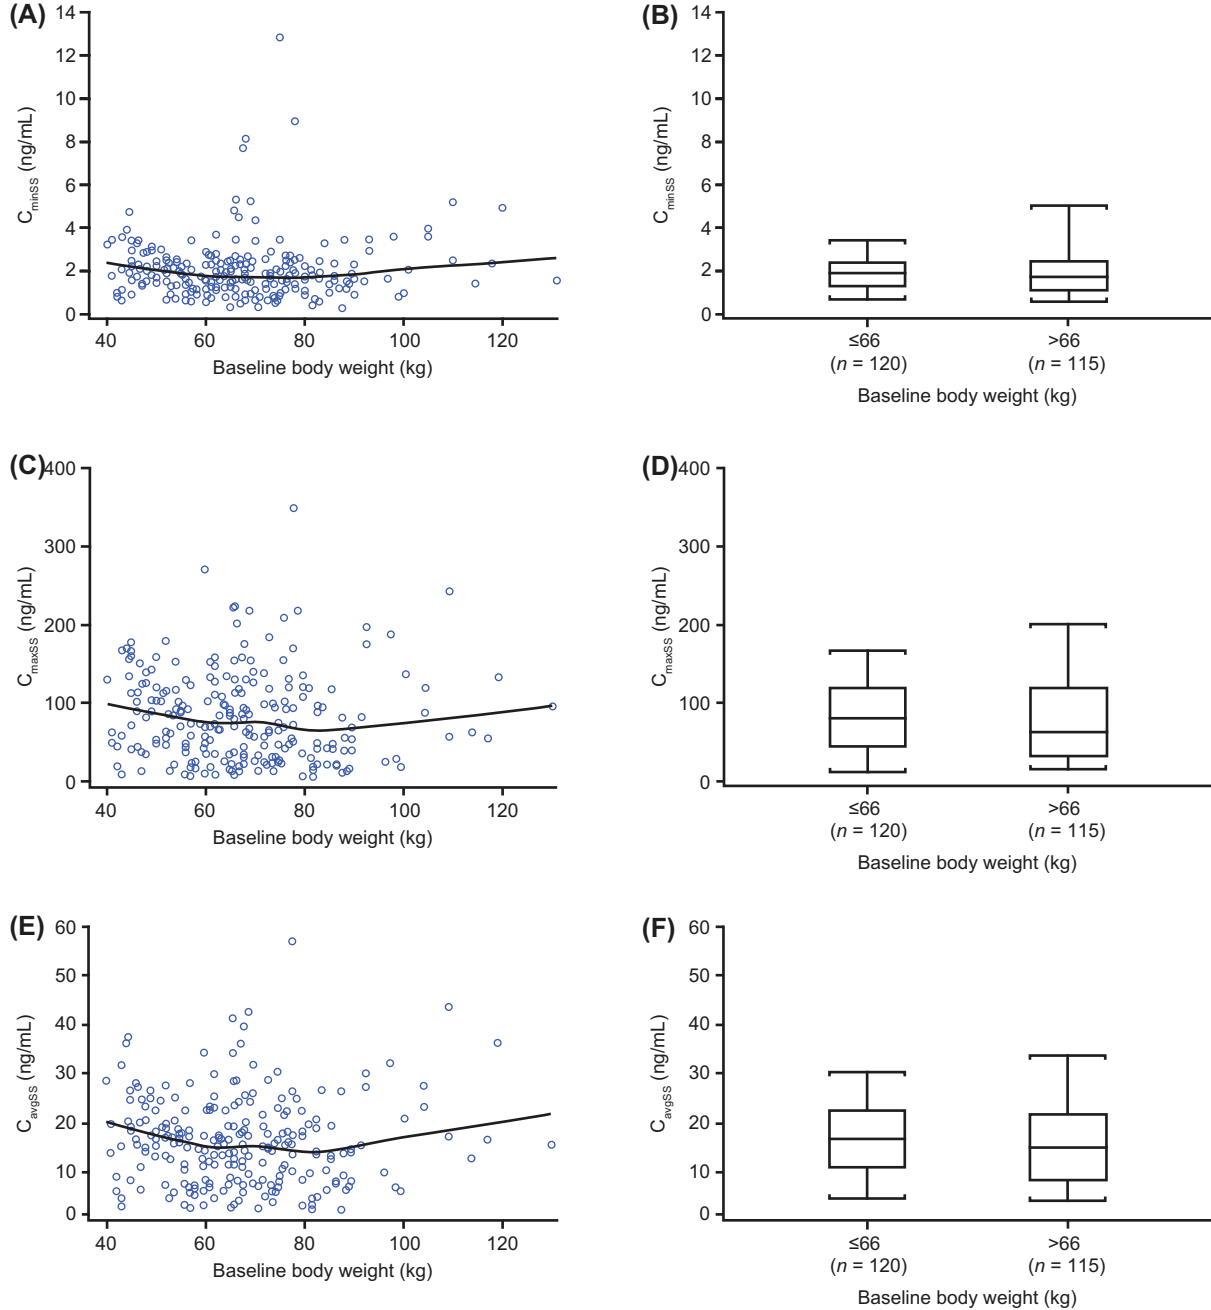 (A)
14
12
10
8
6
4
2
0
CminSS (ng/mL)
40 60 80 100 120
Baseline body weight (kg)
(B)
14
12
10
8
6
4
2
0
CminSS (ng/mL)
≤66 >66
(n = 120) (n = 115)
Baseline body weight (kg)
(C)
400
300
200
100
0
CmaxSS (ng/mL)
40 60 80 100 120
Baseline body weight (kg)
(D)
400
300
200
100
0
CmaxSS (ng/mL)
≤66 >66
(n = 120) (n = 115)
Baseline body weight (kg)
(E)
60
50
40
30
20
10
0
CavgSS (ng/mL)
40 60 80 100 120
Baseline body weight (kg)
(F)
60
50
40
30
20
10
0
CavgSS (ng/mL)
≤66 >66
(n = 120) (n = 115)
Baseline body weight (kg)